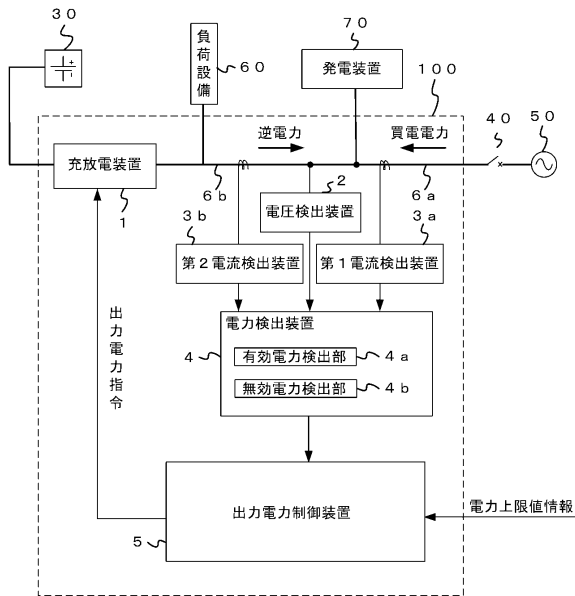 30
負荷設備
60
70
発電装置
100
40
50
逆電力
買電電力
充放電装置
1
6b
6a
2
電圧検出装置
3b
3a
第2電流検出装置
第1電流検出装置
電力検出装置
4
有効電力検出部
4a
無効電力検出部
4b
出力電力指令
出力電力制御装置
5
電力上限値情報